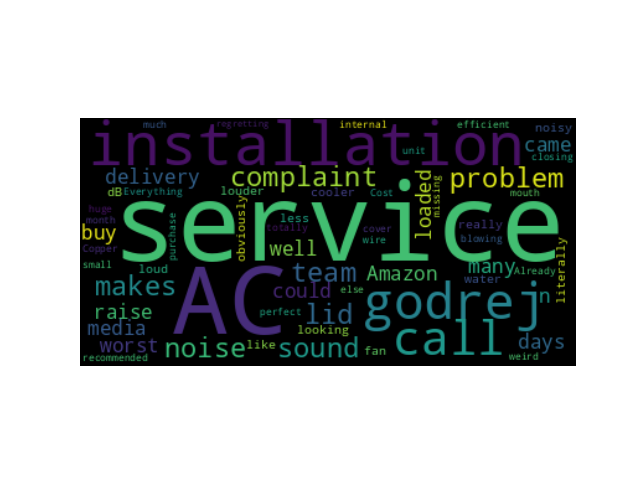 much regretting internal efficient noisy
installation unit came
closing
delivery complaint loaded missing problem
dB Everything louder cooler Cost mouth
service
huge month purchase obviously less totally cover really
buy Copper well wire blowing literally
small loud AC team Amazon many water Already
makes could else godrej n
raise perfect lid call
media looking days
worst noise like sound fan weird
recommended